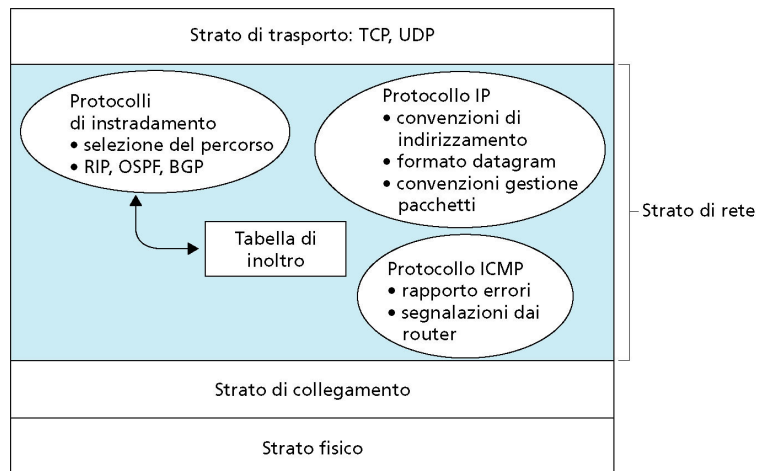 Strato di trasporto: TCP, UDP
Protocolli
di instradamento
• selezione del percorso
• RIP, OSPF, BGP
Protocollo IP
• convenzioni di
indirizzamento
• formato datagram
• convenzioni gestione
pacchetti
Strato di rete
Tabella di
inoltro
Protocollo ICMP
• rapporto errori
• segnalazioni dai
router
Strato di collegamento
Strato fisico